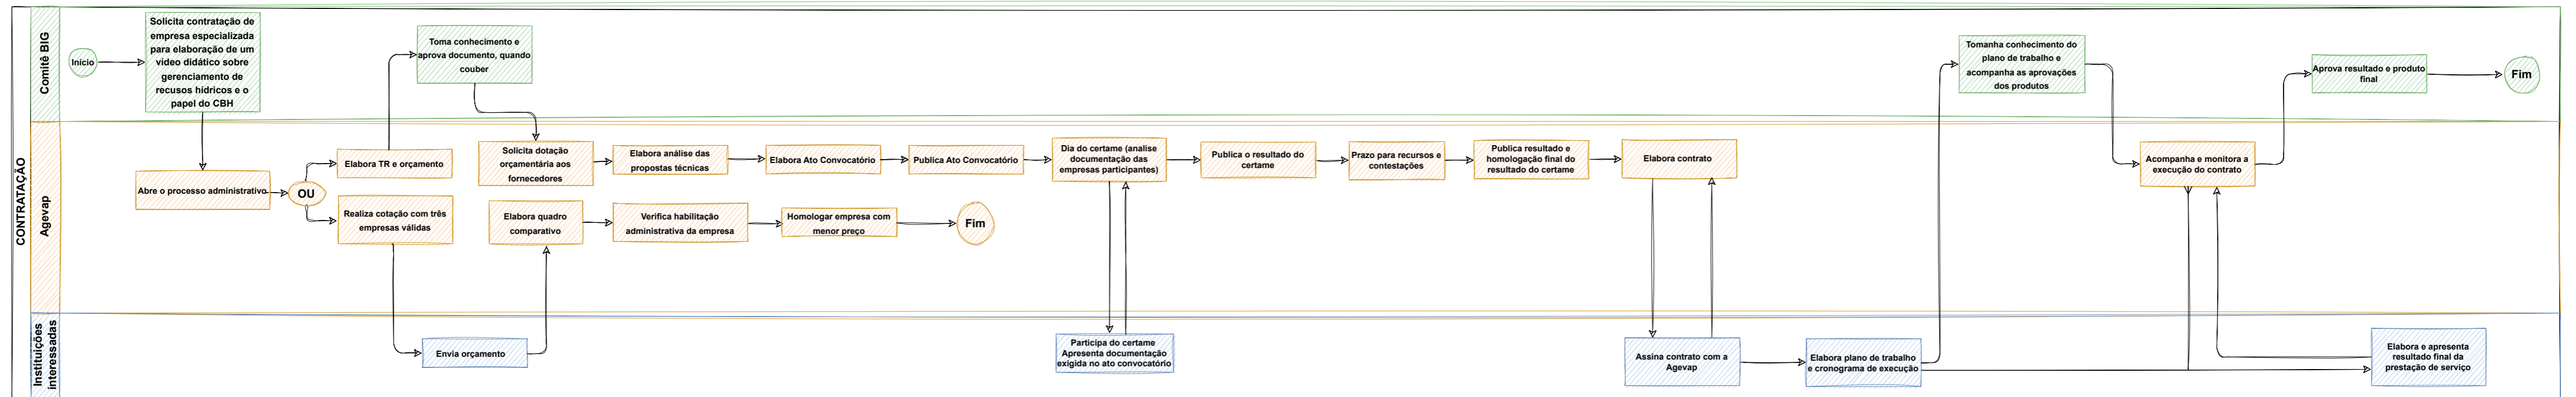 CONTRATAÇÃO
Comitê BIG
Início
Solicita contratação de
empresa especializada
para elaboração de um
vídeo didático sobre
gerenciamento de
recusos hídricos e o
papel do CBH
Toma conhecimento e
aprova documento, quando
couber
Tomanha conhecimento do
plano de trabalho e
acompanha as aprovações
dos produtos
Aprova resultado e produto
final
Fim
Agevap
Abre o processo administrativo
OU
Elabora TR e orçamento
Realiza cotação com três
empresas válidas
Solicita dotação
orçamentária aos
fornecedores
Elabora análise das
propostas técnicas
Elabora Ato Convocatório
Publica Ato Convocatório
Dia do certame (analise
documentação das
empresas participantes)
Publica o resultado do
certame
Prazo para recursos e
contestações
Publica resultado e
homologação final do
resultado do certame
Elabora contrato
Acompanha e monitora a
execução do contrato
Elabora quadro
comparativo
Verifica habilitação
administrativa da empresa
Homologar empresa com
menor preço
Fim
Instituições
interessadas
Envia orçamento
Participa do certame
Apresenta documentação
exigida no ato convocatório
Assina contrato com a
Agevap
Elabora plano de trabalho
e cronograma de execução
Elabora e apresenta
resultado final da
prestação de serviço